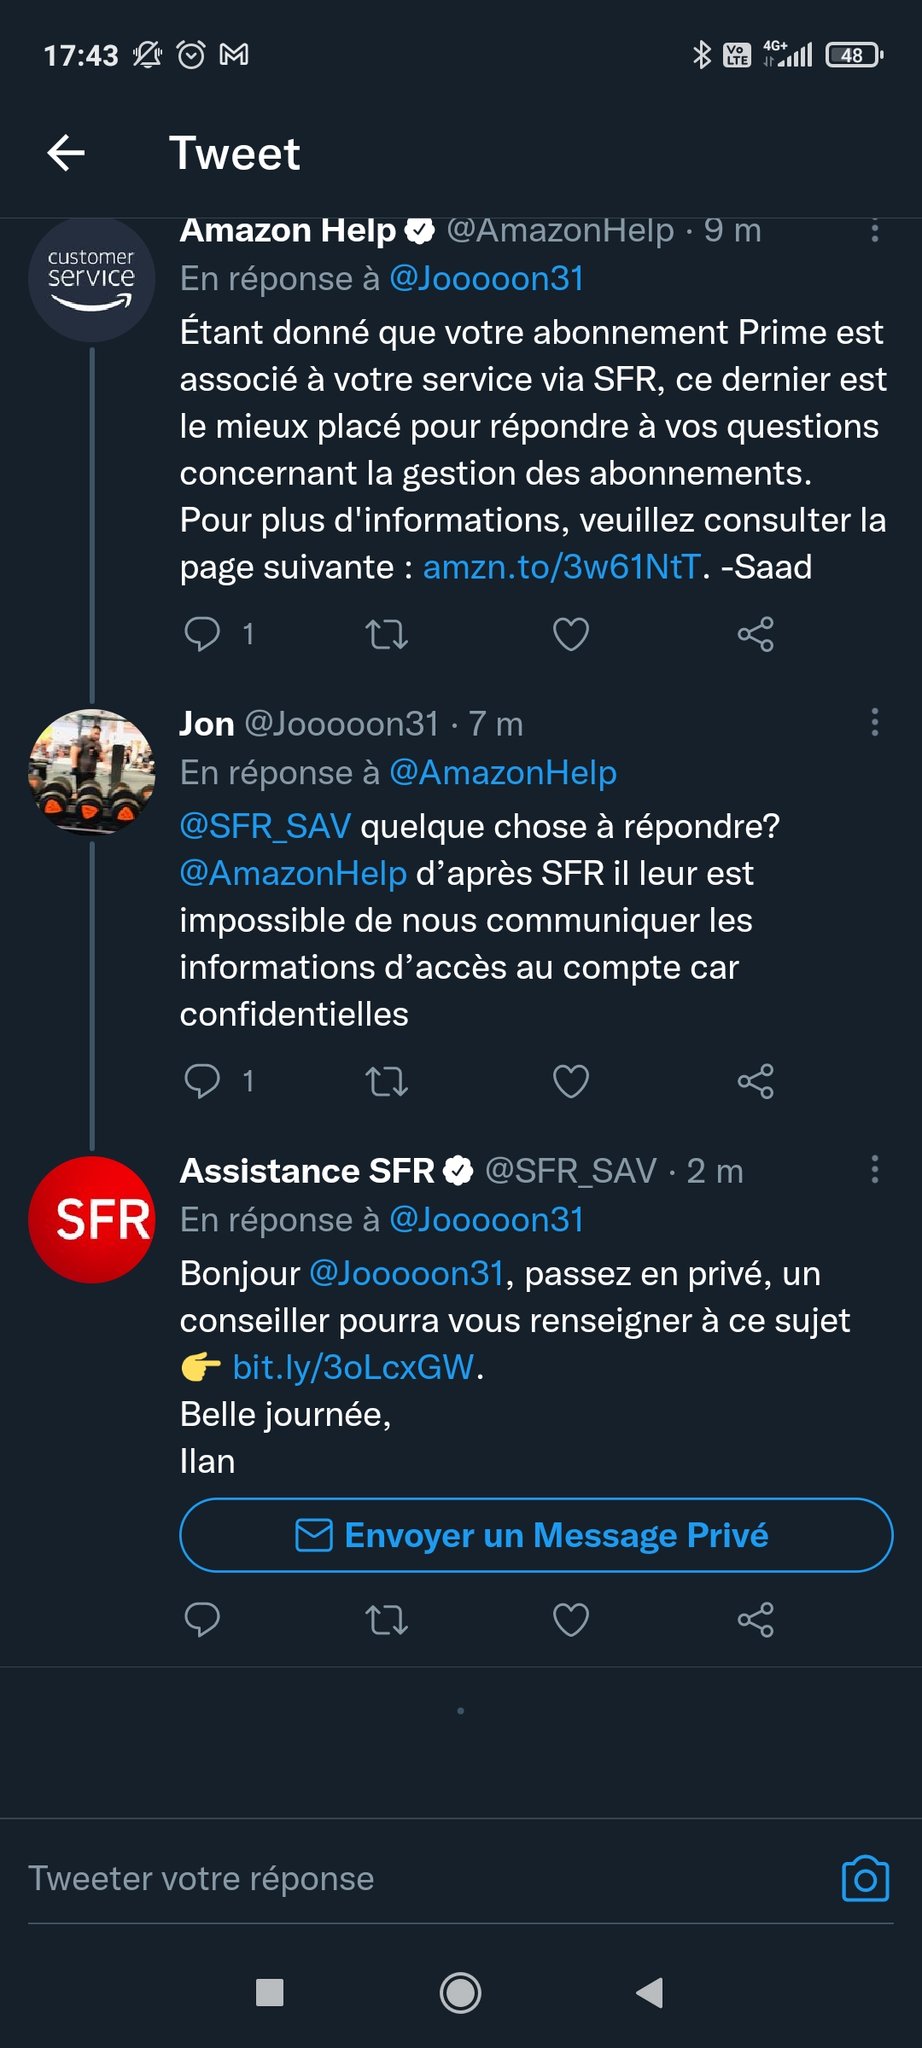 17:43 4G+ Vo LTE 48
Tweet
customer
service
Amazon Help @AmazonHelp · 9 m
En réponse à @Jooooon31
Étant donné que votre abonnement Prime est
associé à votre service via SFR, ce dernier est
le mieux placé pour répondre à vos questions
concernant la gestion des abonnements.
Pour plus d'informations, veuillez consulter la
page suivante : amzn.to/3w61NtT. -Saad
1
Jon @Jooooon31 · 7 m
En réponse à @AmazonHelp
@SFR_SAV quelque chose à répondre?
@AmazonHelp d’après SFR il leur est
impossible de nous communiquer les
informations d’accès au compte car
confidentielles
1
SFR
Assistance SFR @SFR_SAV · 2 m
En réponse à @Jooooon31
Bonjour @Jooooon31, passez en privé, un
conseiller pourra vous renseigner à ce sujet
👉 bit.ly/3oLcxGW.
Belle journée,
Ilan
Envoyer un Message Privé
Tweeter votre réponse